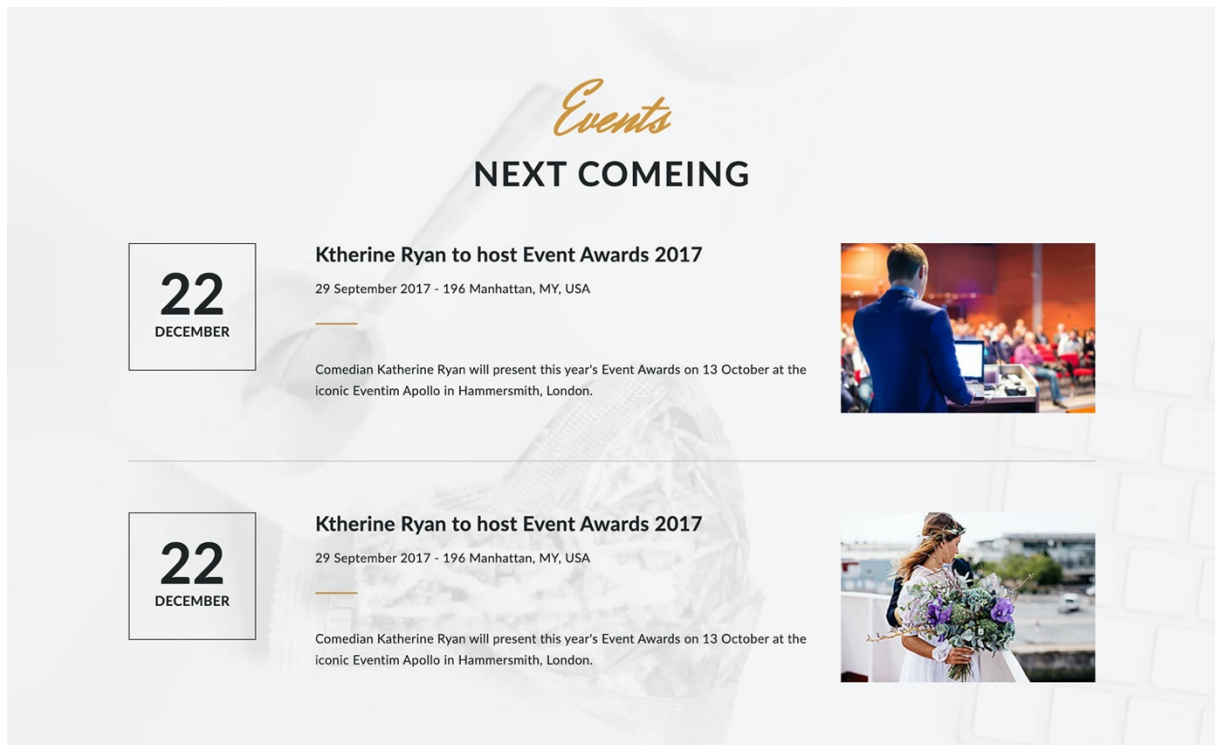 Events
NEXT COMEING
22
DECEMBER
Ktherine Ryan to host Event Awards 2017
29 September 2017 - 196 Manhattan, MY, USA
Comedian Katherine Ryan will present this year's Event Awards on 13 October at the
iconic Eventim Apollo in Hammersmith, London.
22
DECEMBER
Ktherine Ryan to host Event Awards 2017
29 September 2017 - 196 Manhattan, MY, USA
Comedian Katherine Ryan will present this year's Event Awards on 13 October at the
iconic Eventim Apollo in Hammersmith, London.